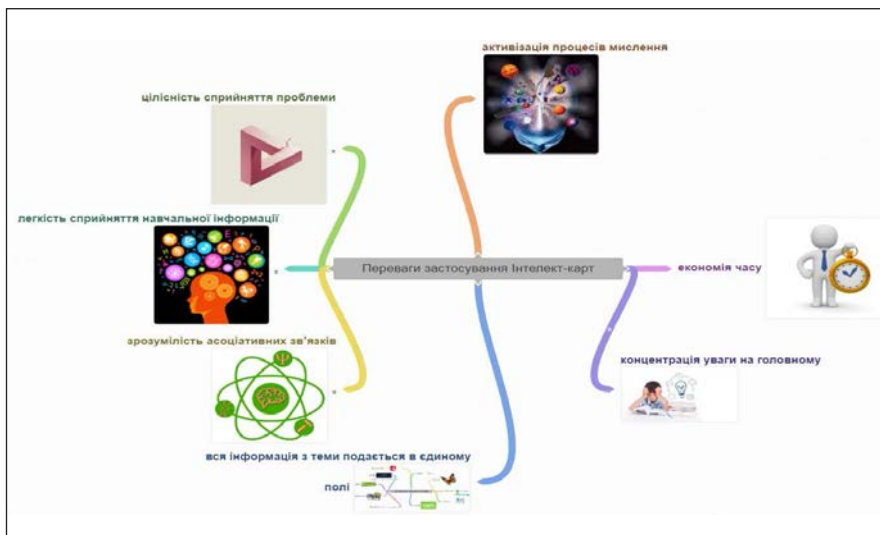 активізація процесів мислення
цілісність сприйняття проблеми
легкість сприйняття навчальної інформації
Переваги застосування Інтелект-карт
економія часу
зрозумілість асоціативних зв'язків
концентрація уваги на головному
вся інформація з теми подається в єдиному
полі